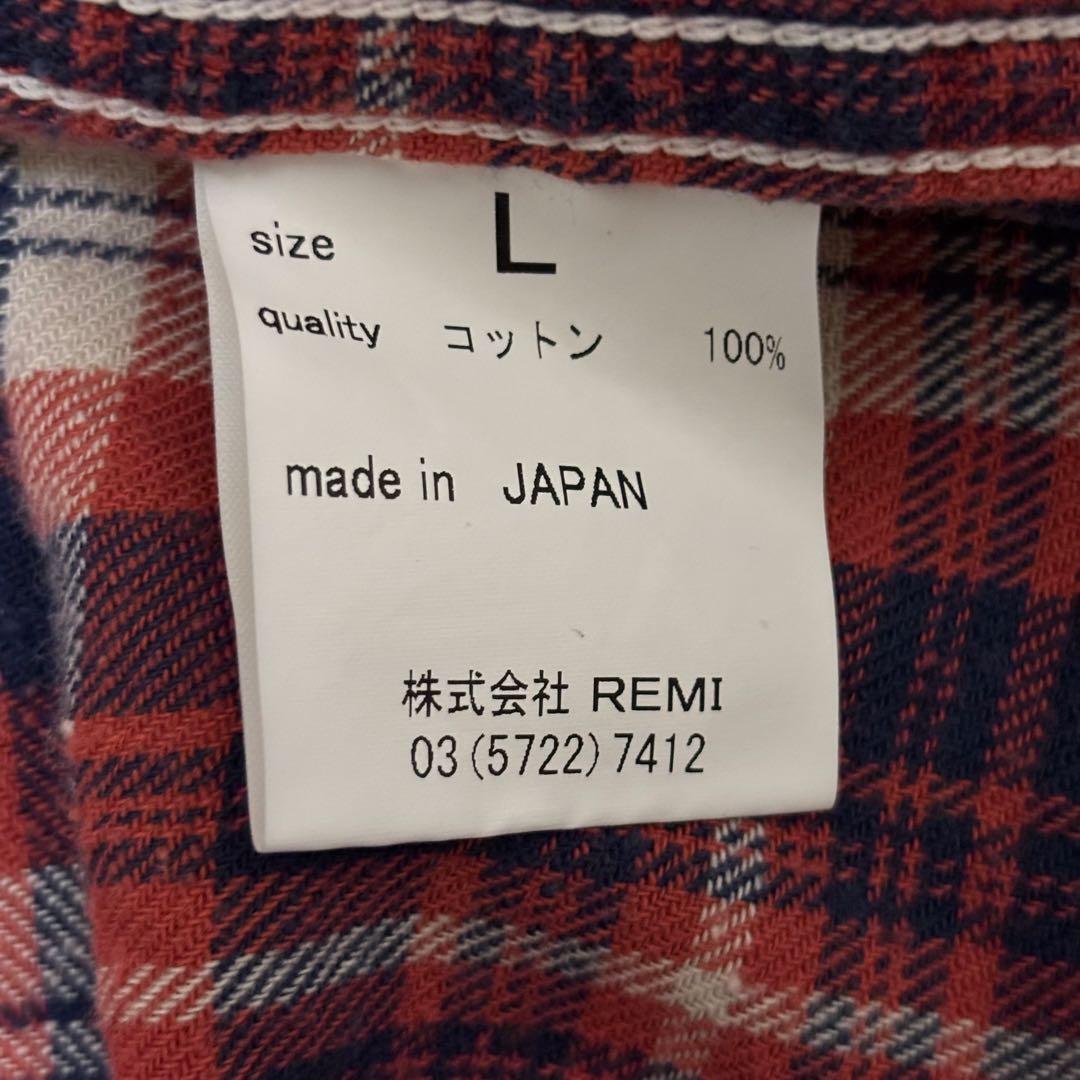 size L
quality コットン 100%
made in JAPAN
株式会社 REMI
03(5722)7412